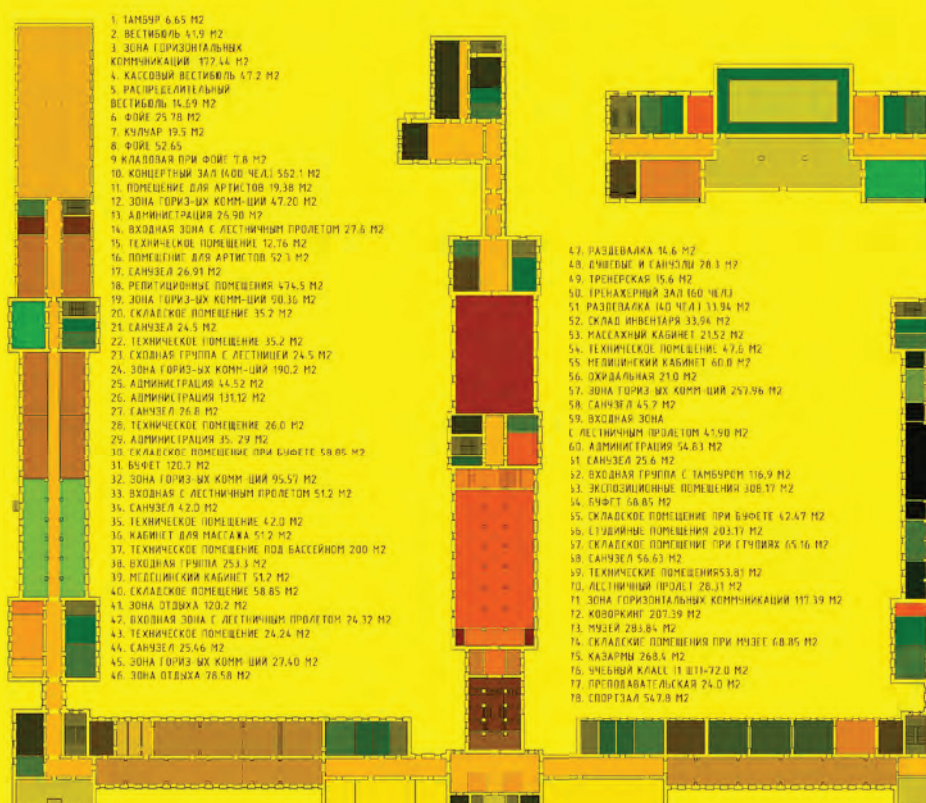 1. ТАМБУР 6.65 М2
2. ВЕСТИБЮЛЬ 41.9 М2
3. ЗОНА ГОРИЗОНТАЛЬНЫХ
КОММУНИКАЦИЙ 172.44 М2
4. КАССОВЫЙ ВЕСТИБЮЛЬ 47.2 М2
5. РАСПРЕДЕЛИТЕЛЬНЫЙ
ВЕСТИБЮЛЬ 14.69 М2
6. ФОЙЕ 25.78 М2
7. КУЛУАР 19.5 М2
8. ФОЙЕ 52.65
9 КЛАДОВАЯ ПРИ ФОЙЕ 7.8 М2
10. КОНЦЕРТНЫЙ ЗАЛ (400 ЧЕЛ.) 562.1 М2
11. ПОМЕЩЕНИЕ ДЛЯ АРТИСТОВ 19.38 М2
12. ЗОНА ГОРИЗ-ЫХ КОММ-ЦИЙ 47.20 М2
13. АДМИНИСТРАЦИЯ 26.90 М2
14. ВХОДНАЯ ЗОНА С ЛЕСТНИЧНЫМ ПРОЛЕТОМ 27.6 М2
15. ТЕХНИЧЕСКОЕ ПОМЕЩЕНИЕ 12.76 М2
16. ПОМЕЩЕНИЕ ДЛЯ АРТИСТОВ 52.3 М2
17. САНУЗЕЛ 26.91 М2
18. РЕПИТИЦИОННЫЕ ПОМЕЩЕНИЯ 474.5 М2
19. ЗОНА ГОРИЗ-ЫХ КОММ-ЦИЙ 90.36 М2
20. СКЛАДСКОЕ ПОМЕЩЕНИЕ 35.2 М2
21. САНУЗЕЛ 24.5 М2
22. ТЕХНИЧЕСКОЕ ПОМЕЩЕНИЕ 35.2 М2
23. СХОДНАЯ ГРУППА С ЛЕСТНИЦЕЙ 24.5 М2
24. ЗОНА ГОРИЗ-ЫХ КОММ-ЦИЙ 190.2 М2
25. АДМИНИСТРАЦИЯ 44.52 М2
26. АДМИНИСТРАЦИЯ 131.12 М2
27. САНУЗЕЛ 26.8 М2
28. ТЕХНИЧЕСКОЕ ПОМЕЩЕНИЕ 26.0 М2
29. АДМИНИСТРАЦИЯ 35. 29 М2
30. СКЛАДСКОЕ ПОМЕЩЕНИЕ ПРИ БУФЕТЕ 58.85 М2
31. БУФЕТ 120.7 М2
32. ЗОНА ГОРИЗ-ЫХ КОММ-ЦИЙ 95.57 М2
33. ВХОДНАЯ С ЛЕСТНИЧНЫМ ПРОЛЕТОМ 51.2 М2
34. САНУЗЕЛ 42.0 М2
35. ТЕХНИЧЕСКОЕ ПОМЕЩЕНИЕ 42.0 М2
36. КАБИНЕТ ДЛЯ МАССАЖА 51.2 М2
37. ТЕХНИЧЕСКОЕ ПОМЕЩЕНИЕ ПОД БАССЕЙНОМ 200 М2
38. ВХОДНАЯ ГРУППА 253.3 М2
39. МЕДЕЦИНСКИЙ КАБИНЕТ 51.2 М2
40. СКЛАДСКОЕ ПОМЕЩЕНИЕ 58.85 М2
41. ЗОНА ОТДЫХА 120.2 М2
42. ВХОДНАЯ ЗОНА С ЛЕСТНИЧНЫМ ПРОЛЕТОМ 24.32 М2
43. ТЕХНИЧЕСКОЕ ПОМЕЩЕНИЕ 24.24 М2
44. САНУЗЕЛ 25.46 М2
45. ЗОНА ГОРИЗ-ЫХ КОММ-ЦИЙ 27.40 М2
46. ЗОНА ОТДЫХА 78.58 М2
47. РАЗДЕВАЛКА 14.6 М2
48. ДУШЕВЫЕ И САНУЗЛЫ 28.3 М2
49. ТРЕНЕРСКАЯ 15.6 М2
50. ТРЕНАЖЕРНЫЙ ЗАЛ (60 ЧЕЛ.)
51. РАЗДЕВАЛКА (40 ЧЕЛ.) 33.94 М2
52. СКЛАД ИНВЕНТАРЯ 33.94 М2
53. МАССАЖНЫЙ КАБИНЕТ 21.52 М2
54. ТЕХНИЧЕСКОЕ ПОМЕЩЕНИЕ 47.6 М2
55. МЕДИЦИНСКИЙ КАБИНЕТ 60.0 М2
56. ОЖИДАЛЬНАЯ 21.0 М2
57. ЗОНА ГОРИЗ-ЫХ КОММ-ЦИЙ 257.96 М2
58. САНУЗЕЛ 45.2 М2
59. ВХОДНАЯ ЗОНА
С ЛЕСТНИЧНЫМ ПРОЛЕТОМ 41.90 М2
60. АДМИНИСТРАЦИЯ 54.83 М2
61. САНУЗЕЛ 25.6 М2
62. ВХОДНАЯ ГРУППА С ТАМБУРОМ 116.9 М2
63. ЭКСПОЗИЦИОННЫЕ ПОМЕЩЕНИЯ 308.17 М2
64. БУФЕТ 68.85 М2
65. СКЛАДСКОЕ ПОМЕЩЕНИЕ ПРИ БУФЕТЕ 42.47 М2
66. СТУДИЙНЫЕ ПОМЕЩЕНИЯ 203.17 М2
67. СКЛАДСКОЕ ПОМЕЩЕНИЕ ПРИ СТУДИЯХ 65.16 М2
68. САНУЗЕЛ 56.63 М2
69. ТЕХНИЧЕСКИЕ ПОМЕЩЕНИЯ53.81 М2
70. ЛЕСТНИЧНЫЙ ПРОЛЕТ 28.31 М2
71. ЗОНА ГОРИЗОНТАЛЬНЫХ КОММУНИКАЦИЙ 117.39 М2
72. КОВОРКИНГ 207.39 М2
73. МУЗЕЙ 283.84 М2
74. СКЛАДСКИЕ ПОМЕЩЕНИЯ ПРИ МУЗЕЕ 68.85 М2
75. КАЗАРМЫ 268.4 М2
76. УЧЕБНЫЙ КЛАСС (1 ШТ)-72.0 М2
77. ПРЕПОДАВАТЕЛЬСКАЯ 24.0 М2
78. СПОРТЗАЛ 547.8 М2